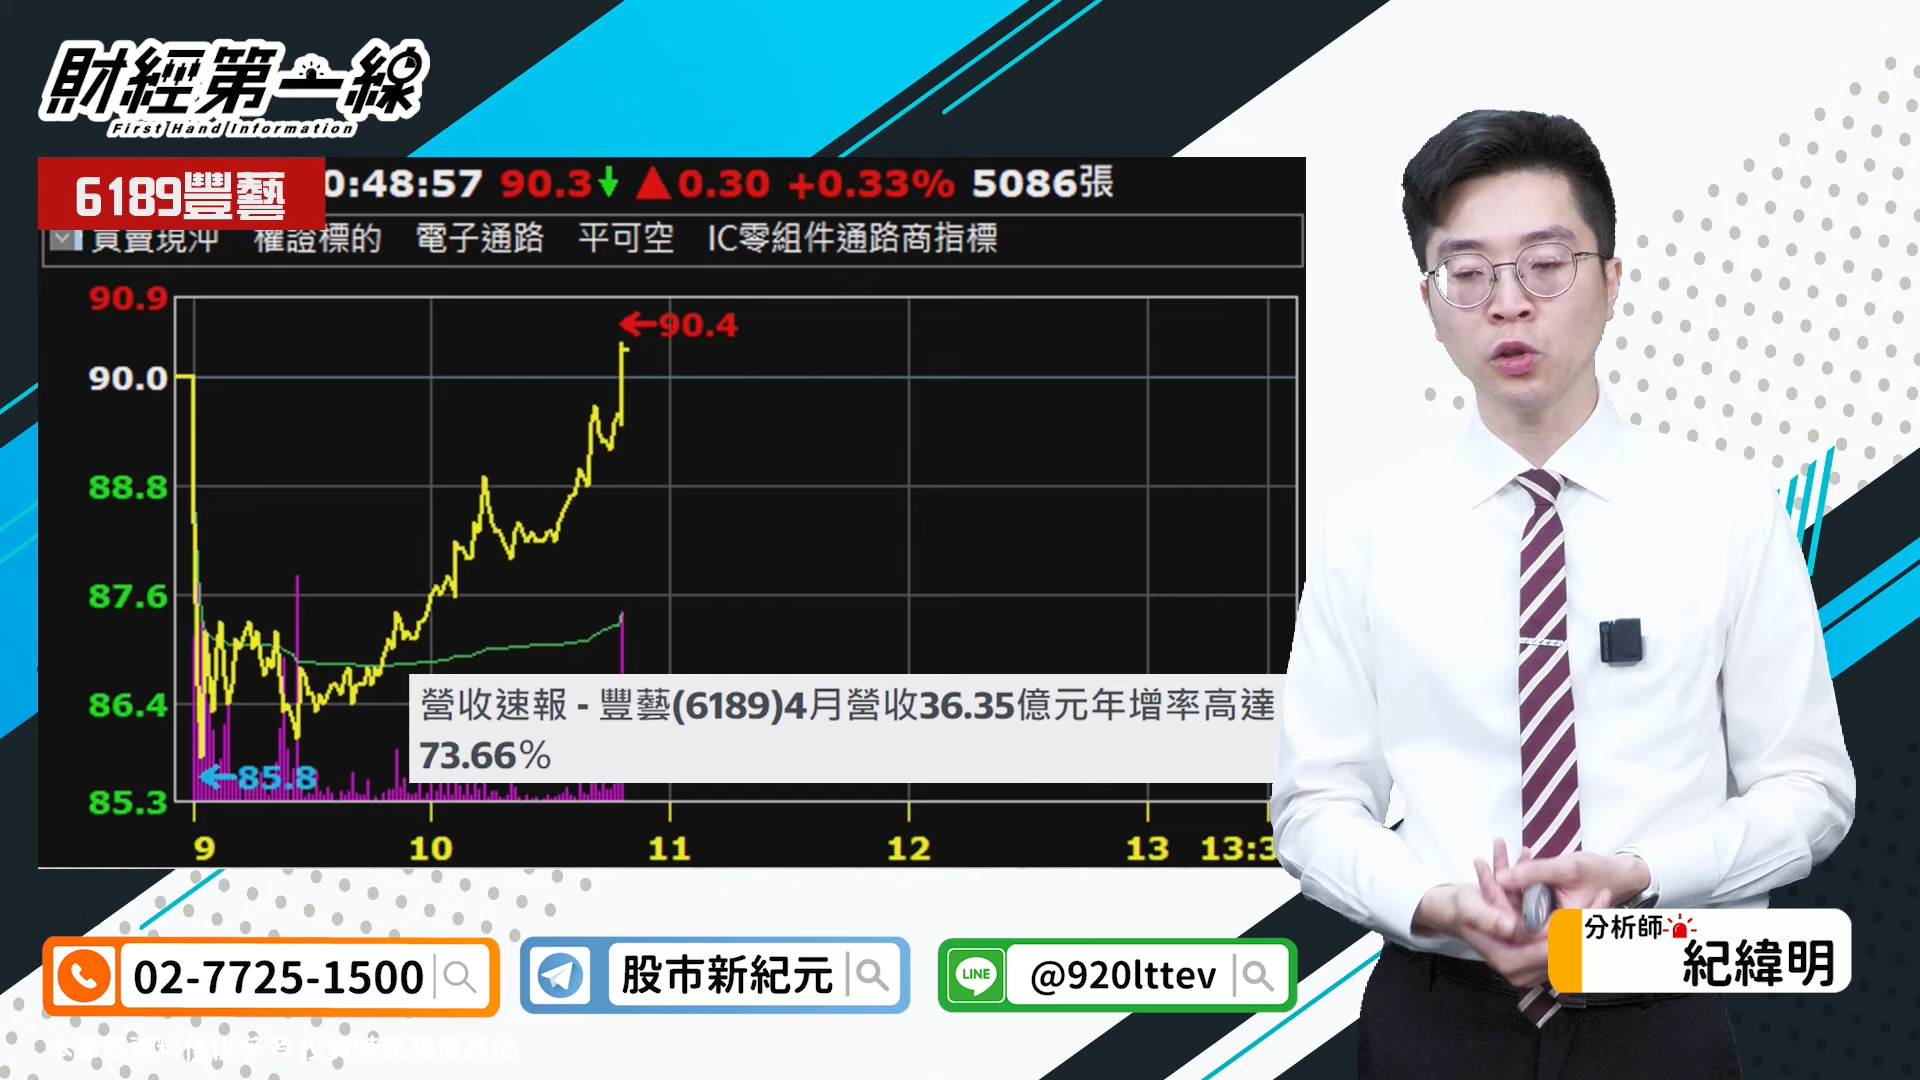 財經第一線
First Hand Information
6189豐藝
0:48:57 90.3 0.30 +0.33% 5086張
買賣現沖 權證標的 電子通路 平可空 IC零組件通路商指標
90.9
90.4
90.0
88.8
87.6
86.4
85.8
85.3
營收速報 - 豐藝(6189)4月營收36.35億元年增率高達
73.66%
9 10 11 12 13 13:3
分析師
紀緯明
02-7725-1500
股市新紀元
LINE
@920lttev